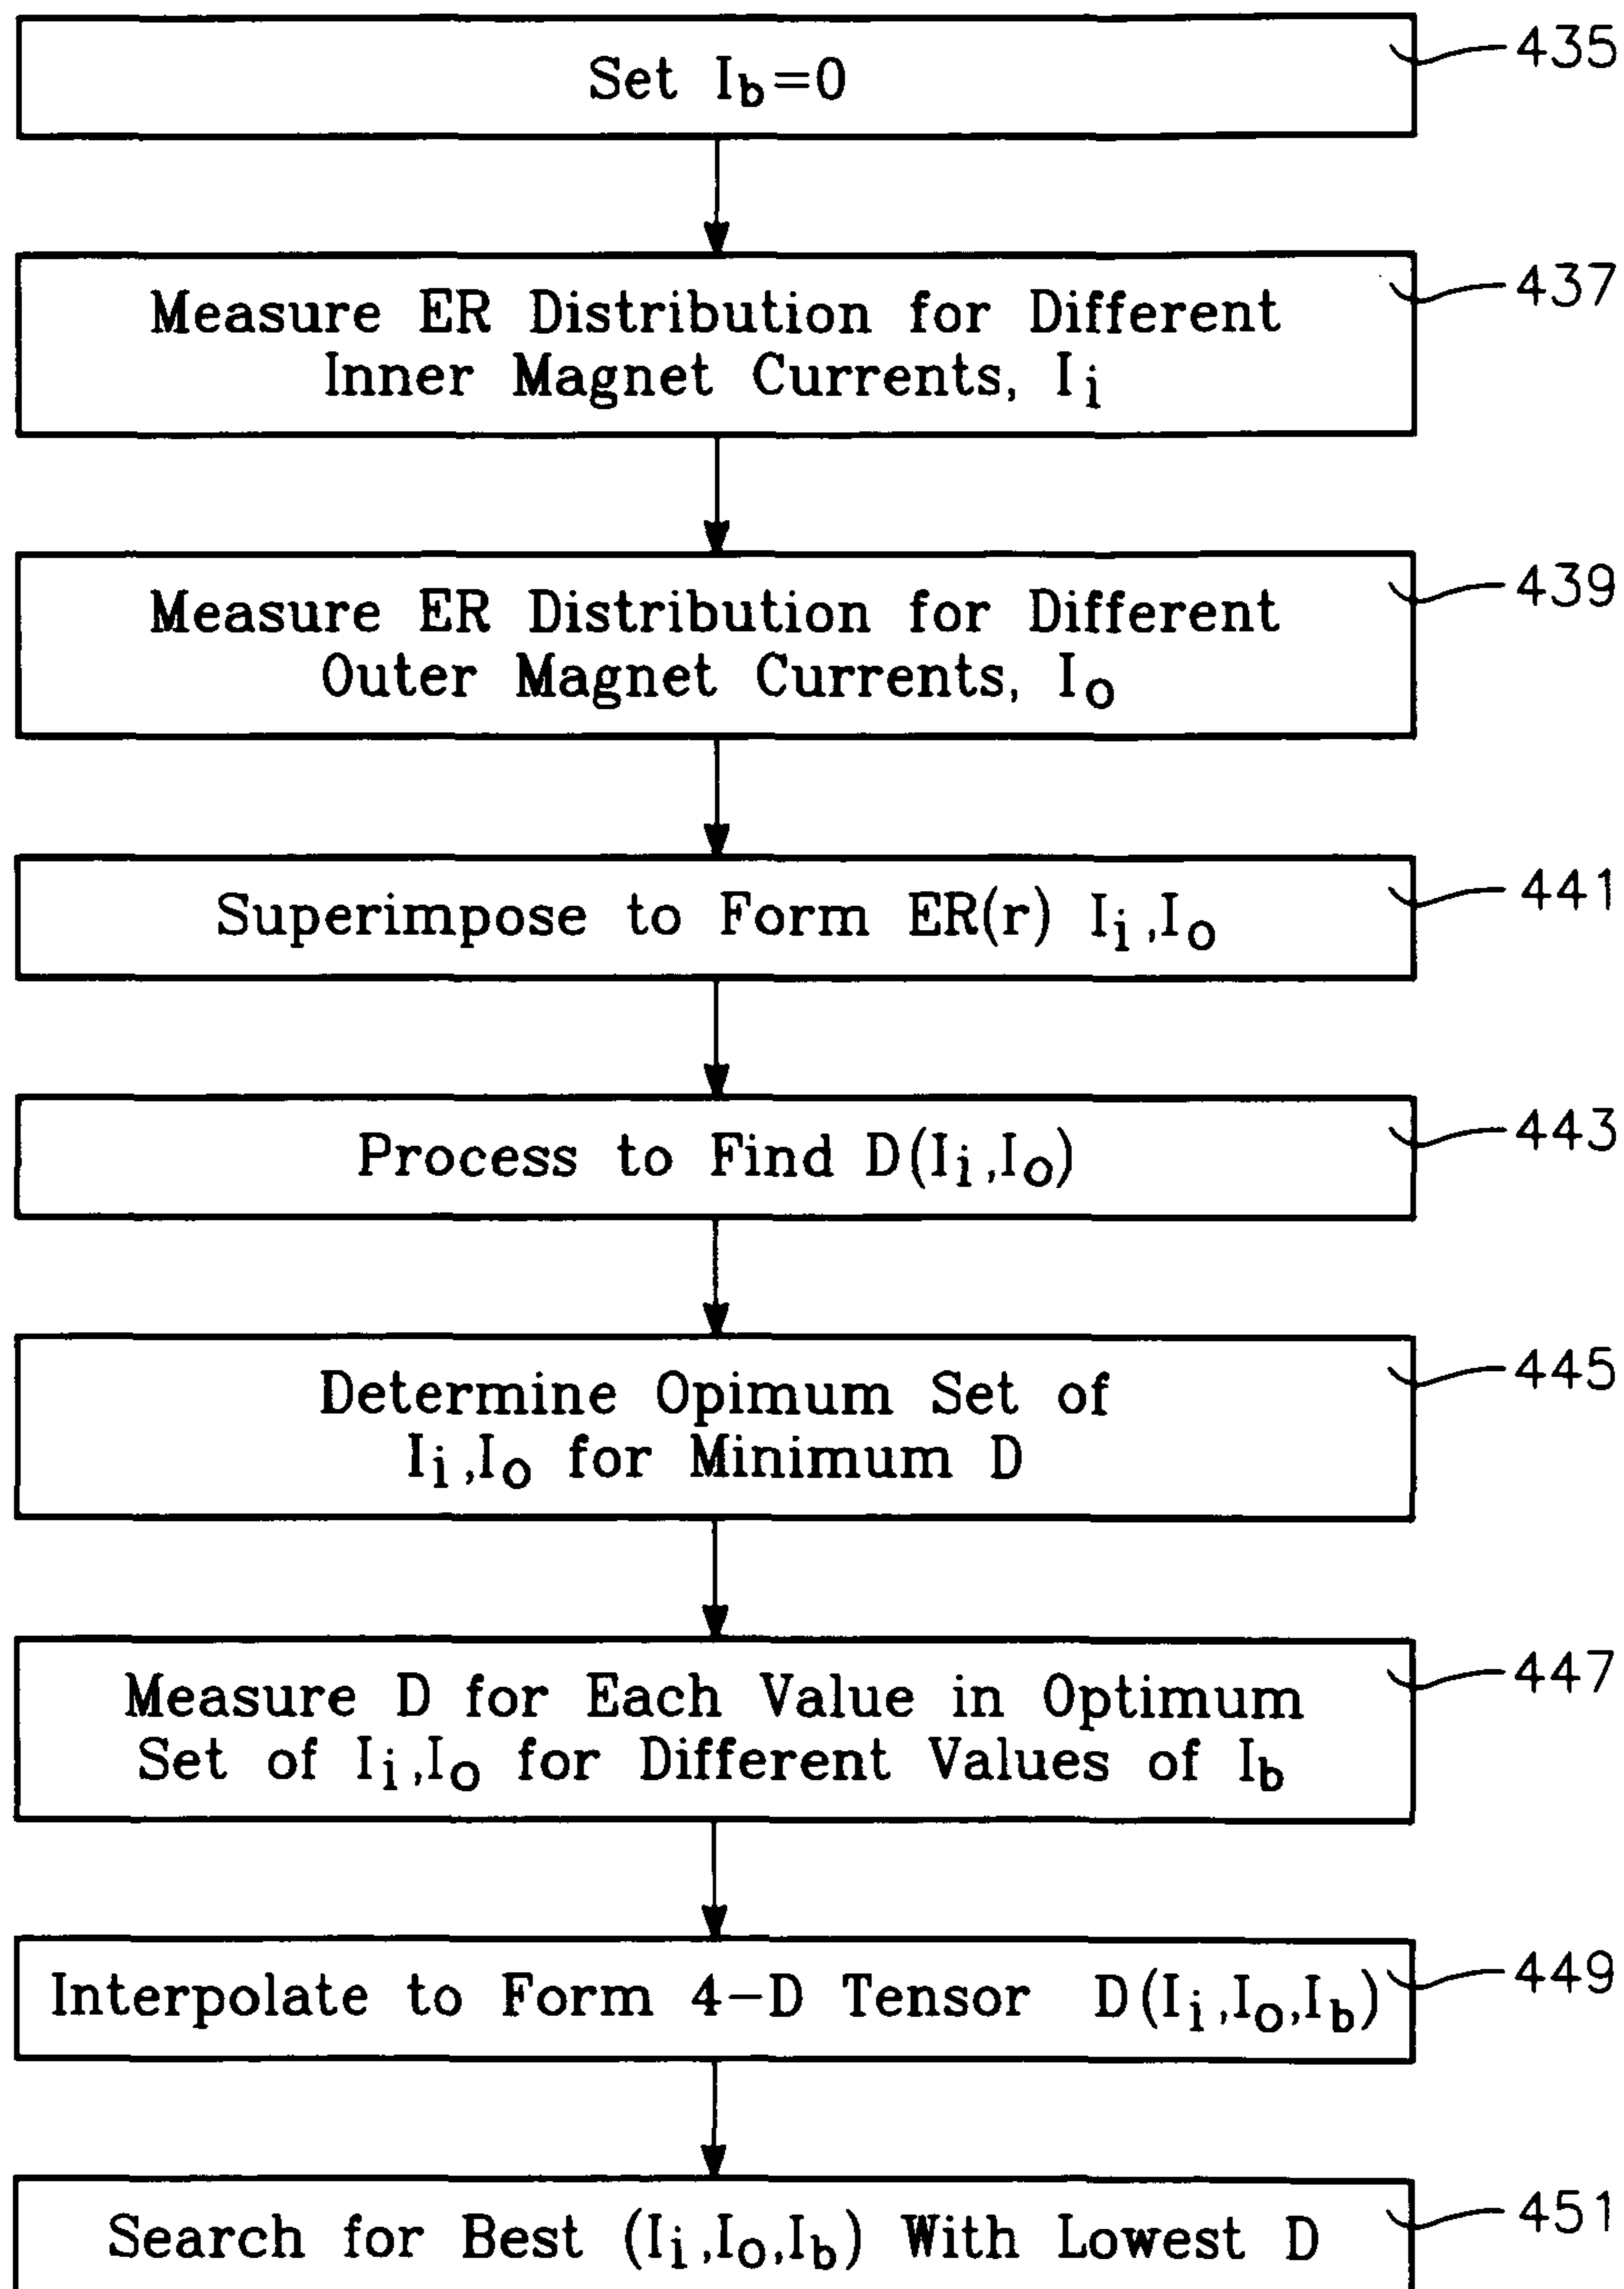 Set Ib=0
435
Measure ER Distribution for Different
Inner Magnet Currents, Ii
437
Measure ER Distribution for Different
Outer Magnet Currents, Io
439
Superimpose to Form ER(r) Ii,Io
441
Process to Find D(Ii,Io)
443
Determine Opimum Set of
Ii,Io for Minimum D
445
Measure D for Each Value in Optimum
Set of Ii,Io for Different Values of Ib
447
Interpolate to Form 4-D Tensor D(Ii,Io,Ib)
449
Search for Best (Ii,Io,Ib) With Lowest D
451